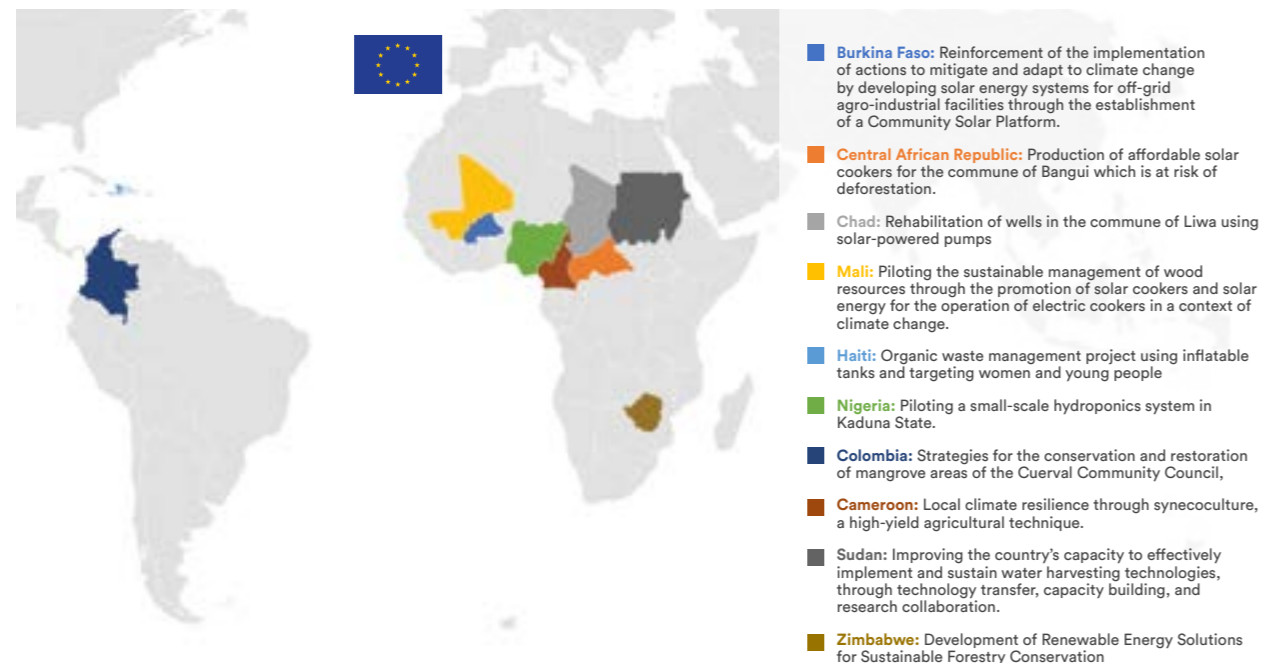 Burkina Faso: Reinforcement of the implementation
of actions to mitigate and adapt to climate change
by developing solar energy systems for off-grid
agro-industrial facilities through the establishment
of a Community Solar Platform.
Central African Republic: Production of affordable solar
cookers for the commune of Bangui which is at risk of
deforestation.
Chad: Rehabilitation of wells in the commune of Liwa using
solar-powered pumps
Mali: Piloting the sustainable management of wood
resources through the promotion of solar cookers and solar
energy for the operation of electric cookers in a context of
climate change.
Haiti: Organic waste management project using inflatable
tanks and targeting women and young people
Nigeria: Piloting a small-scale hydroponics system in
Kaduna State.
Colombia: Strategies for the conservation and restoration
of mangrove areas of the Cuerval Community Council,
Cameroon: Local climate resilience through synecoculture,
a high-yield agricultural technique.
Sudan: Improving the country's capacity to effectively
implement and sustain water harvesting technologies,
through technology transfer, capacity building, and
research collaboration.
Zimbabwe: Development of Renewable Energy Solutions
for Sustainable Forestry Conservation